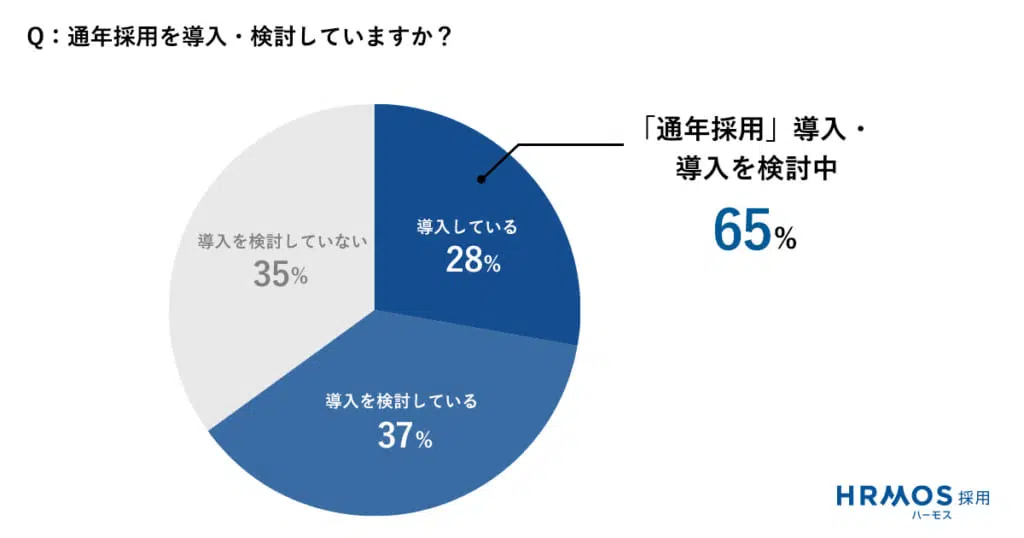 Q：通年採用を導入・検討していますか？
「通年採用」導入・
導入を検討中
65%
導入している
28%
導入を検討していない
35%
導入を検討している
37%
HRMOS 採用
ハーモス